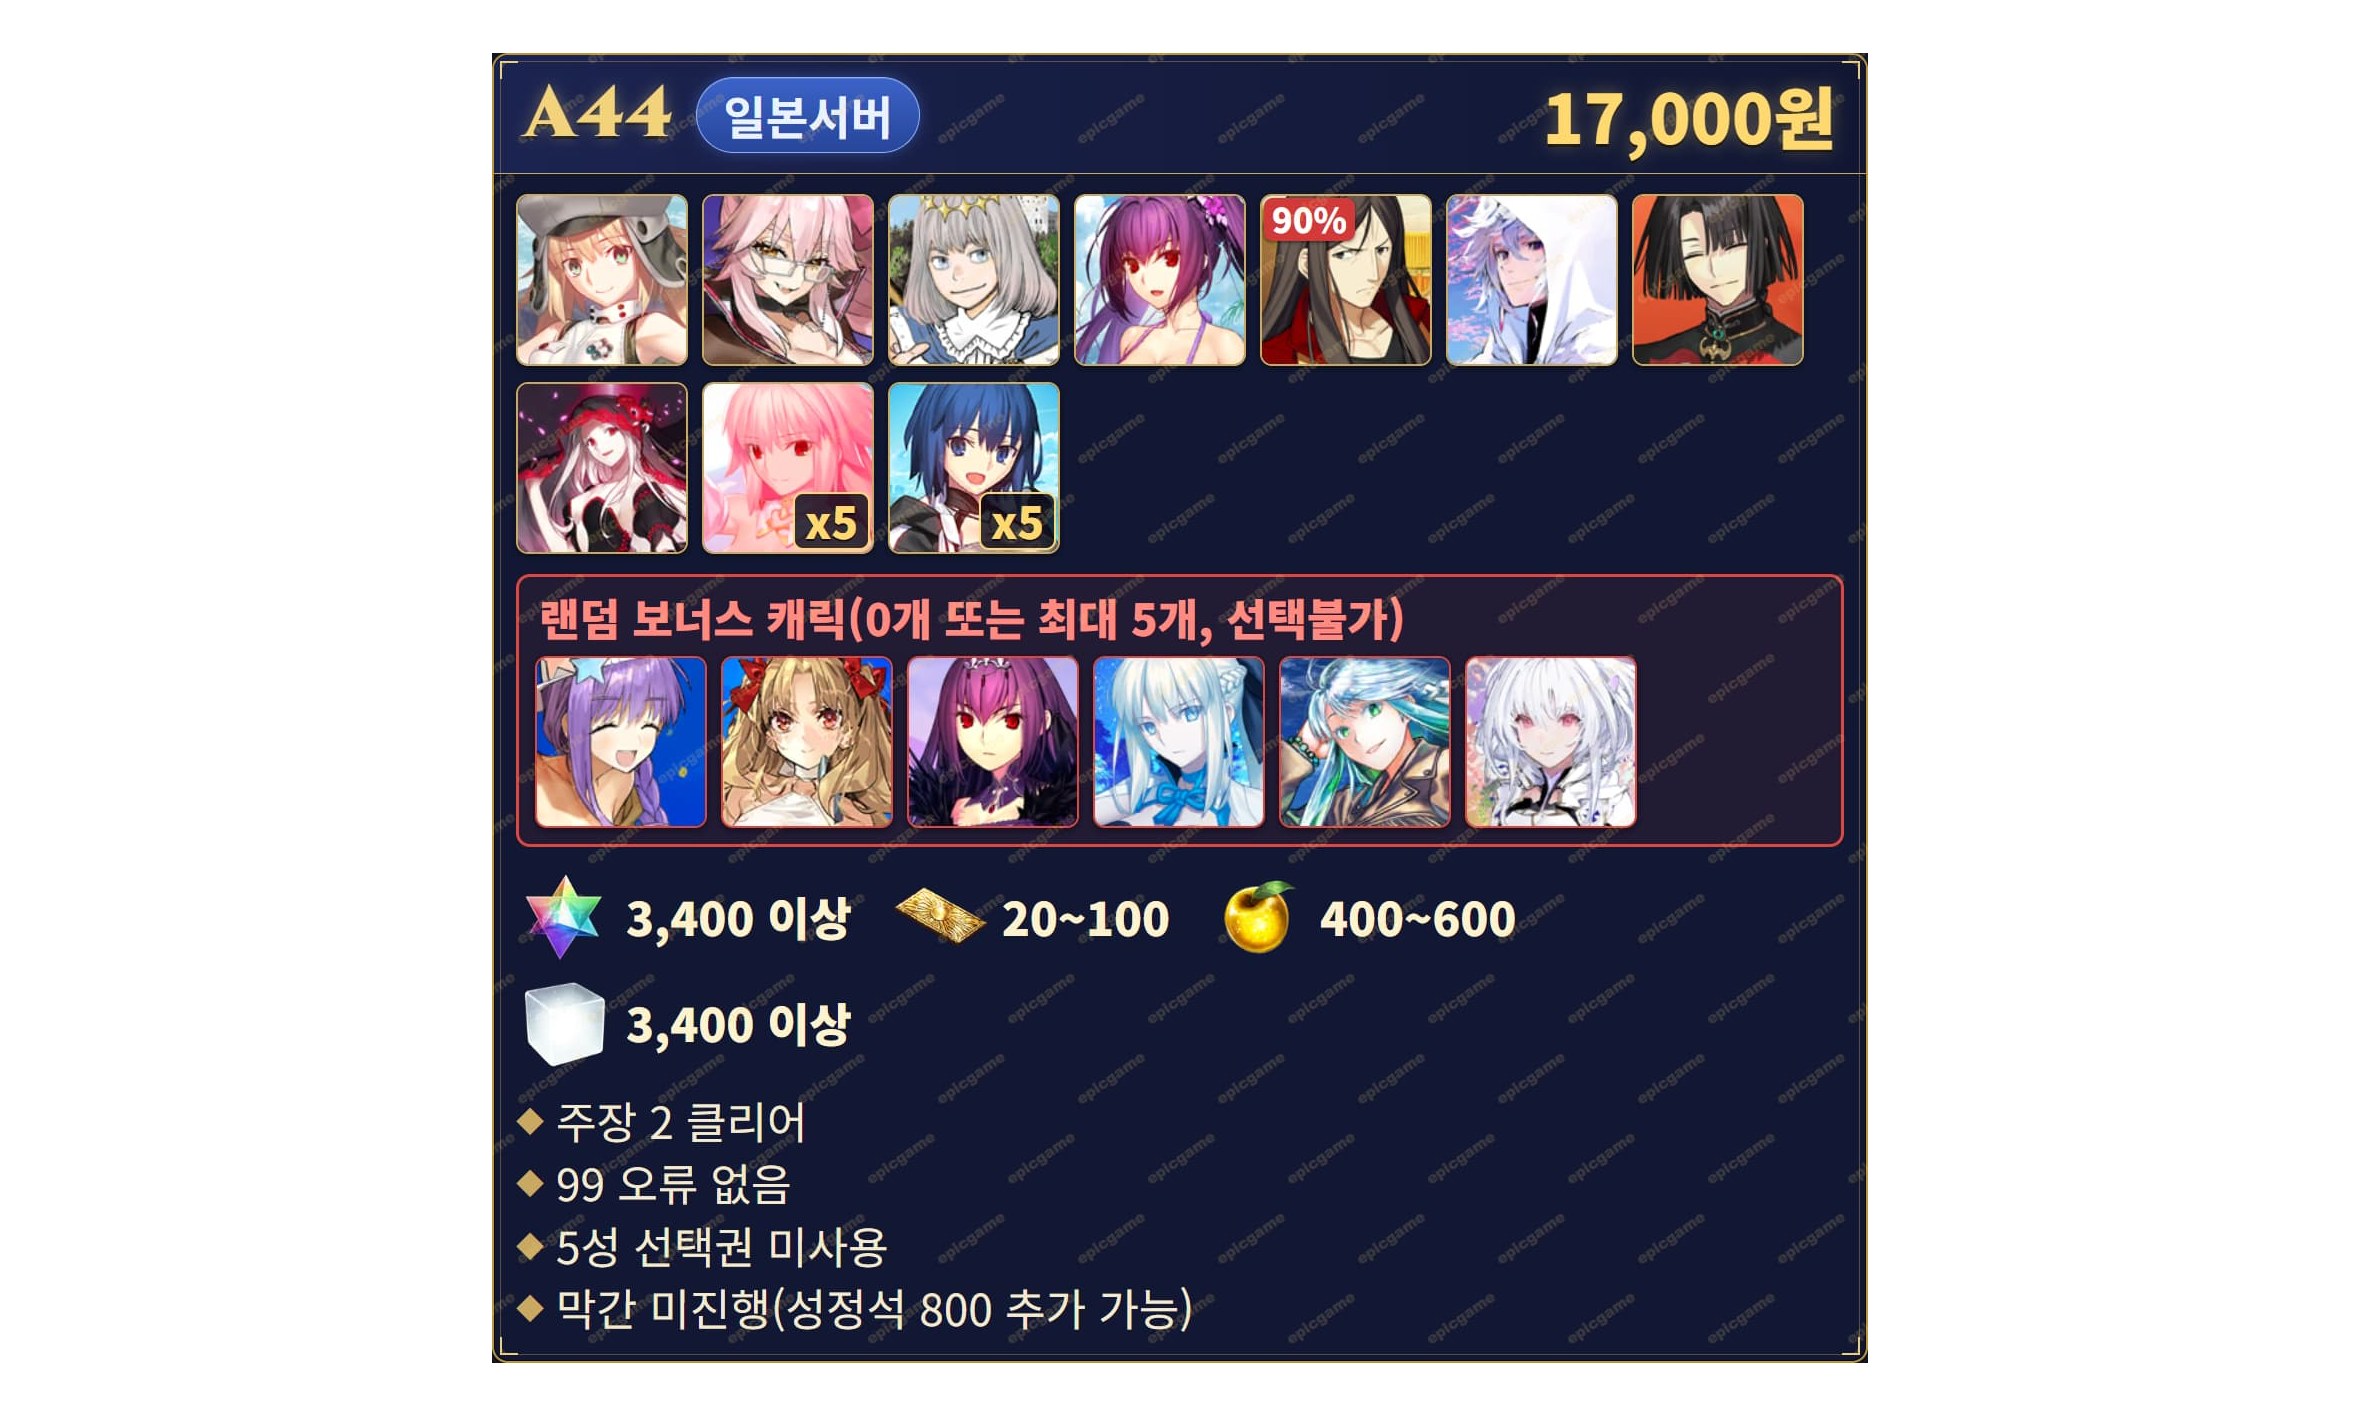 A44 일본서버 17,000원
90%
x5 x5
랜덤 보너스 캐릭(0개 또는 최대 5개, 선택불가)
3,400 이상 20~100 400~600
3,400 이상
주장 2 클리어
99 오류 없음
5성 선택권 미사용
막간 미진행(성정석 800 추가 가능)
epicgame